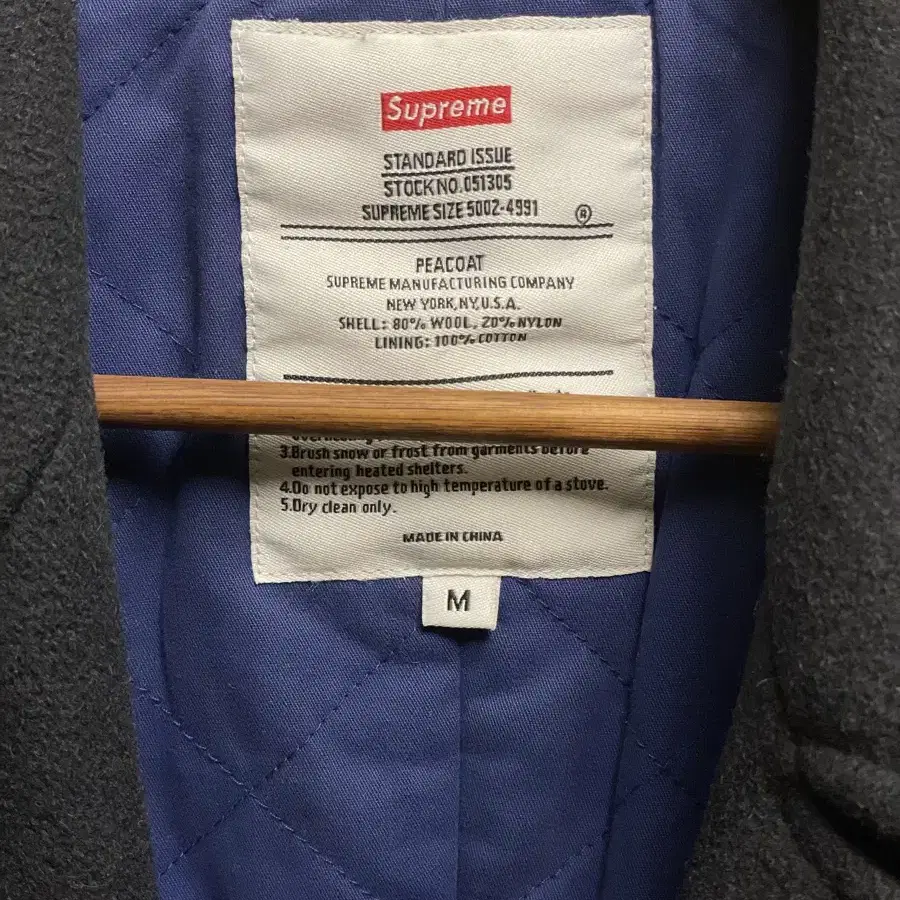 Supreme
STANDARD ISSUE
STOCK NO. 051305
SUPREME SIZE 5002-4991 ®
PEACOAT
SUPREME MANUFACTURING COMPANY
NEW YORK, NY, U.S.A.
SHELL: 80% WOOL, 20% NYLON
LINING: 100% COTTON
3.Brush snow or frost from garments before
entering heated shelters.
4.Do not expose to high temperature of a stove.
5.Dry clean only.
MADE IN CHINA
M